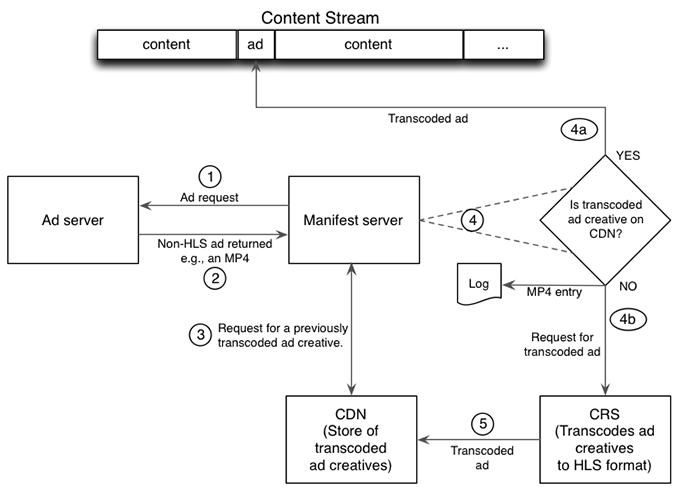 Content Stream
content
ad
content
...
Transcoded ad
4a
YES
1
Ad request
Ad server
Manifest server
4
Is transcoded
ad creative on
CDN?
Non-HLS ad returned
e.g., an MP4
2
Log
MP4 entry
NO
4b
3
Request for a previously
transcoded ad creative.
Request for
transcoded ad
CDN
(Store of
transcoded
ad creatives)
5
Transcoded
ad
CRS
(Transcodes ad
creatives
to HLS format)